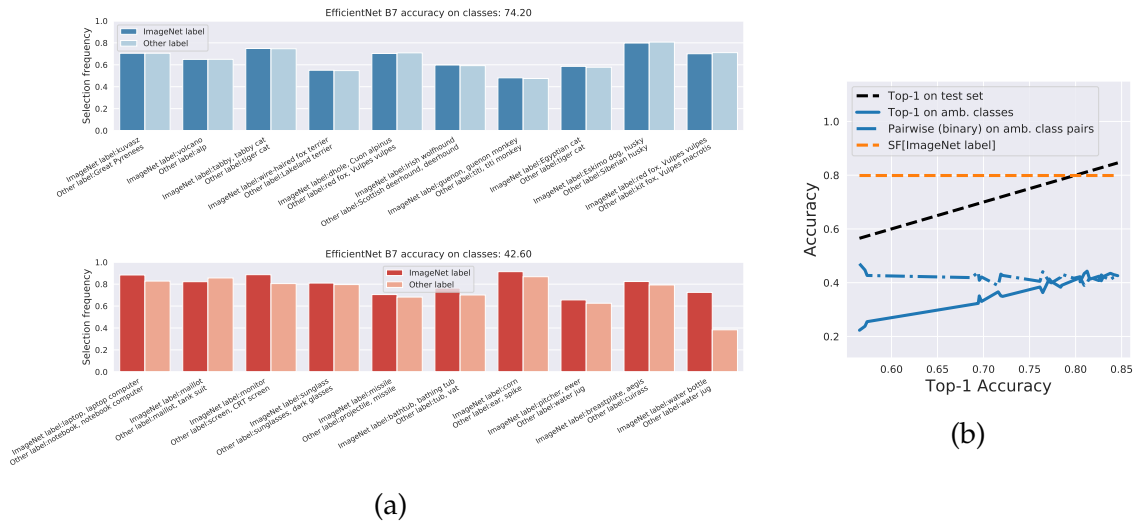 EfficientNet B7 accuracy on classes: 74.20
Selection frequency
1.0
0.8
0.6
0.4
0.2
0.0
ImageNet label
Other label
ImageNet label:kuvasz
Other label:Great Pyrenees
ImageNet label:volcano
Other label:alp
ImageNet label:tabby, tabby cat
Other label:tiger cat
ImageNet label:wire-haired fox terrier
Other label:Lakeland terrier
ImageNet label:dhole, Cuon alpinus
Other label:red fox, Vulpes vulpes
ImageNet label:Irish wolfhound
Other label:Scottish deerhound, deerhound
ImageNet label:guenon, guenon monkey
Other label:titi, titi monkey
ImageNet label:Egyptian cat
Other label:tiger cat
ImageNet label:Eskimo dog, husky
Other label:Siberian husky
ImageNet label:red fox, Vulpes vulpes
Other label:kit fox, Vulpes macrotis
EfficientNet B7 accuracy on classes: 42.60
Selection frequency
1.0
0.8
0.6
0.4
0.2
0.0
ImageNet label
Other label
ImageNet label:laptop, laptop computer
Other label:notebook, notebook computer
ImageNet label:maillot
Other label:maillot, tank suit
ImageNet label:monitor
Other label:screen, CRT screen
ImageNet label:sunglass
Other label:sunglasses, dark glasses
ImageNet label:missile
Other label:projectile, missile
ImageNet label:bathtub, bathing tub
Other label:tub, vat
ImageNet label:corn
Other label:ear, spike
ImageNet label:pitcher, ewer
Other label:water jug
ImageNet label:breastplate, aegis
Other label:cuirass
ImageNet label:water bottle
Other label:water jug
(a)
Top-1 on test set
Top-1 on amb. classes
Pairwise (binary) on amb. class pairs
SF[ImageNet label]
Accuracy
1.0
0.8
0.6
0.4
0.2
0.60
0.65
0.70
0.75
0.80
0.85
Top-1 Accuracy
(b)